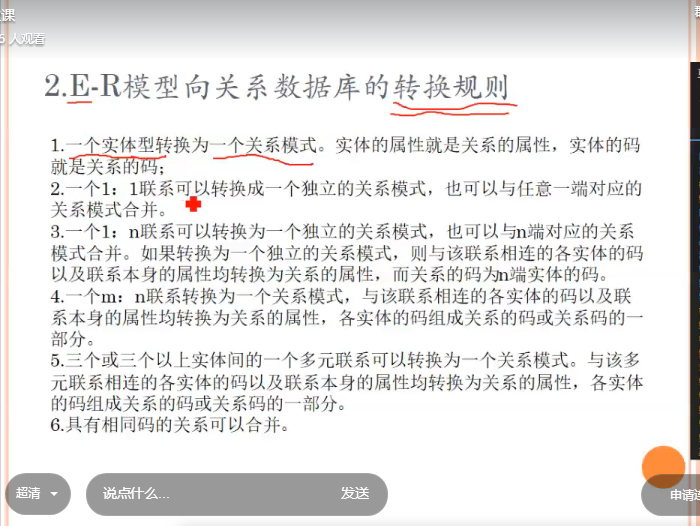 课
5 人观看
2.E-R模型向关系数据库的转换规则
1.一个实体型转换为一个关系模式。实体的属性就是关系的属性，实体的码
就是关系的码；
2.一个1：1联系可以转换成一个独立的关系模式，也可以与任意一端对应的
关系模式合并。
3.一个1：n联系可以转换为一个独立的关系模式，也可以与n端对应的关系
模式合并。如果转换为一个独立的关系模式，则与该联系相连的各实体的码
以及联系本身的属性均转换为关系的属性，而关系的码为n端实体的码。
4.一个m：n联系转换为一个关系模式，与该联系相连的各实体的码以及联
系本身的属性均转换为关系的属性，各实体的码组成关系的码或关系码的一
部分。
5.三个或三个以上实体间的一个多元联系可以转换为一个关系模式。与该多
元联系相连的各实体的码以及联系本身的属性均转换为关系的属性，各实体
的码组成关系的码或关系码的一部分。
6.具有相同码的关系可以合并。
超清
说点什么...
发送
申请